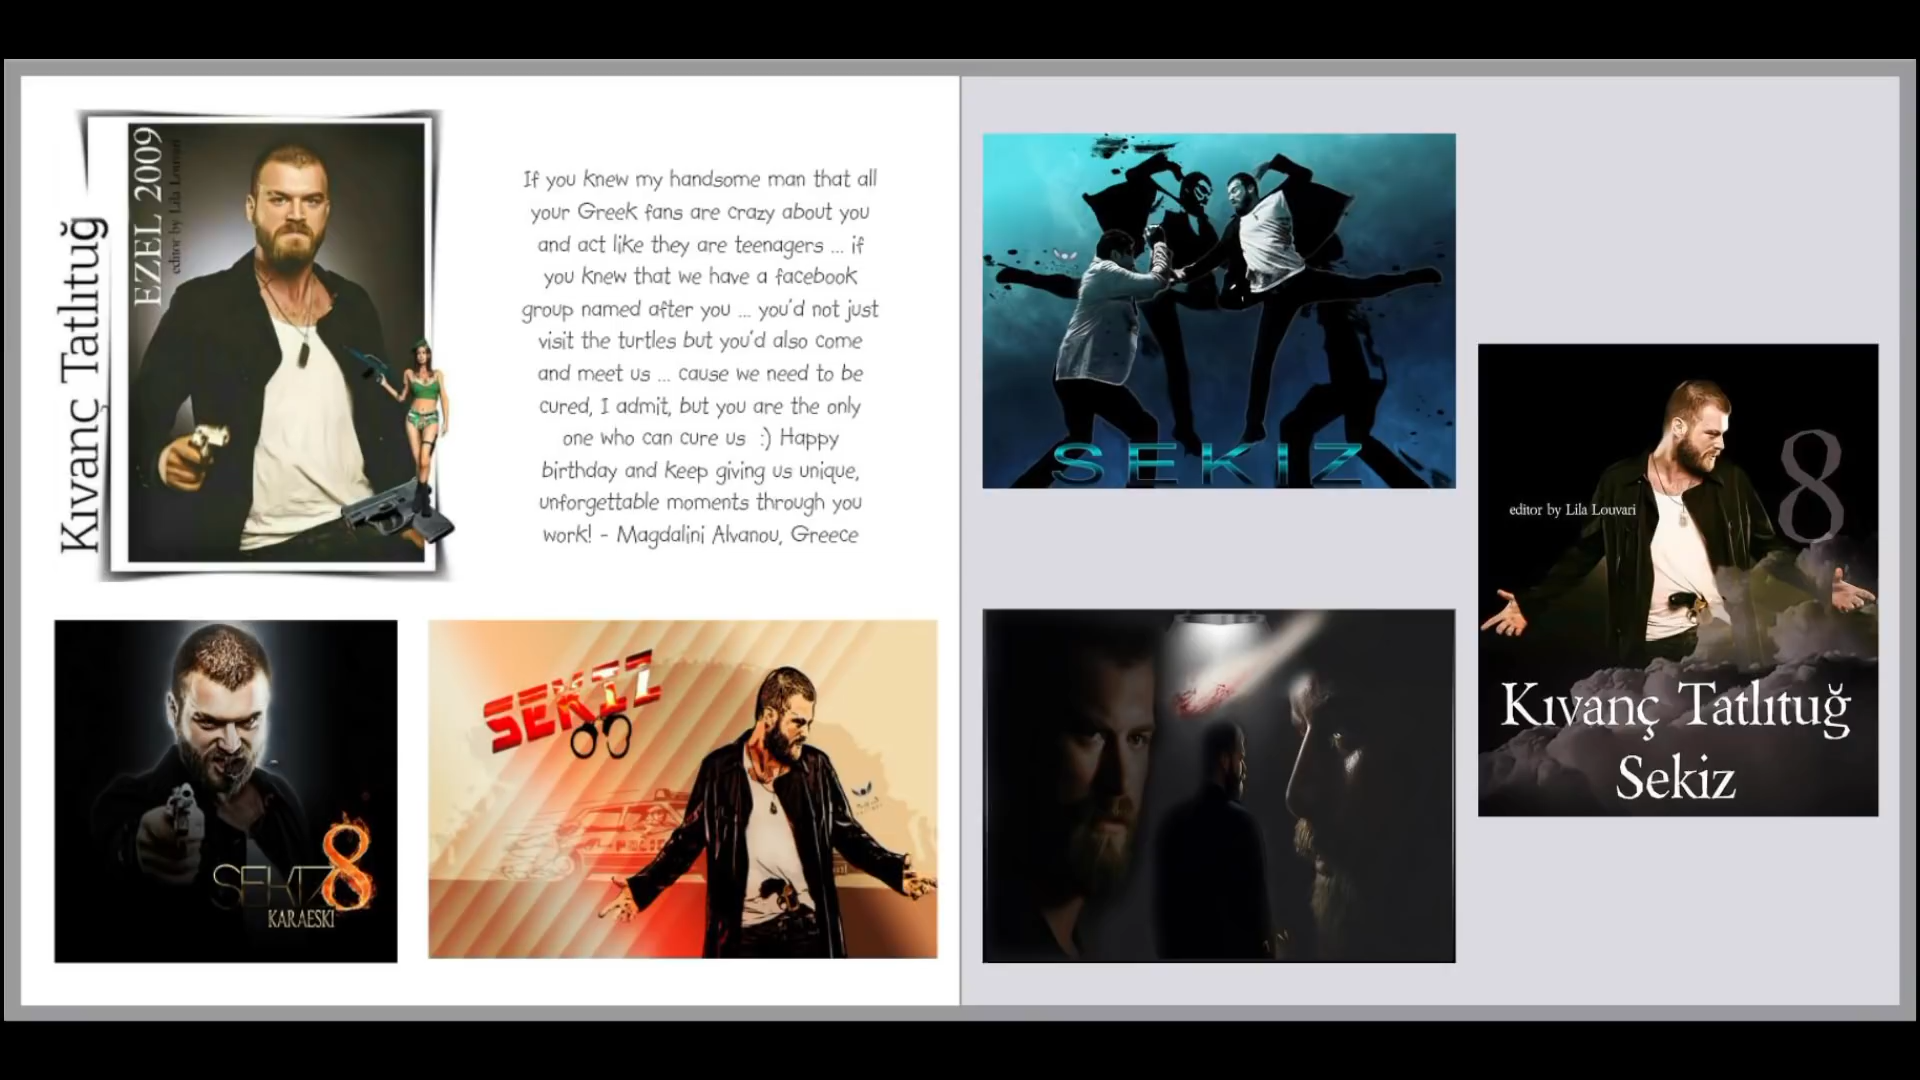 Kıvanç Tatlıtuğ
EZEL 2009
editor by Lila Louvari
If you knew my handsome man that all
your Greek fans are crazy about you
and act like they are teenagers ... if
you knew that we have a facebook
group named after you ... you'd not just
visit the turtles but you'd also come
and meet us ... cause we need to be
cured, I admit, but you are the only
one who can cure us :) Happy
birthday and keep giving us unique,
unforgettable moments through you
work! - Magdalini Alvanou, Greece
SEKIZ 8
KARAESKI
SEKIZ
SEKIZ
editor by Lila Louvari
8
Kıvanç Tatlıtuğ
Sekiz